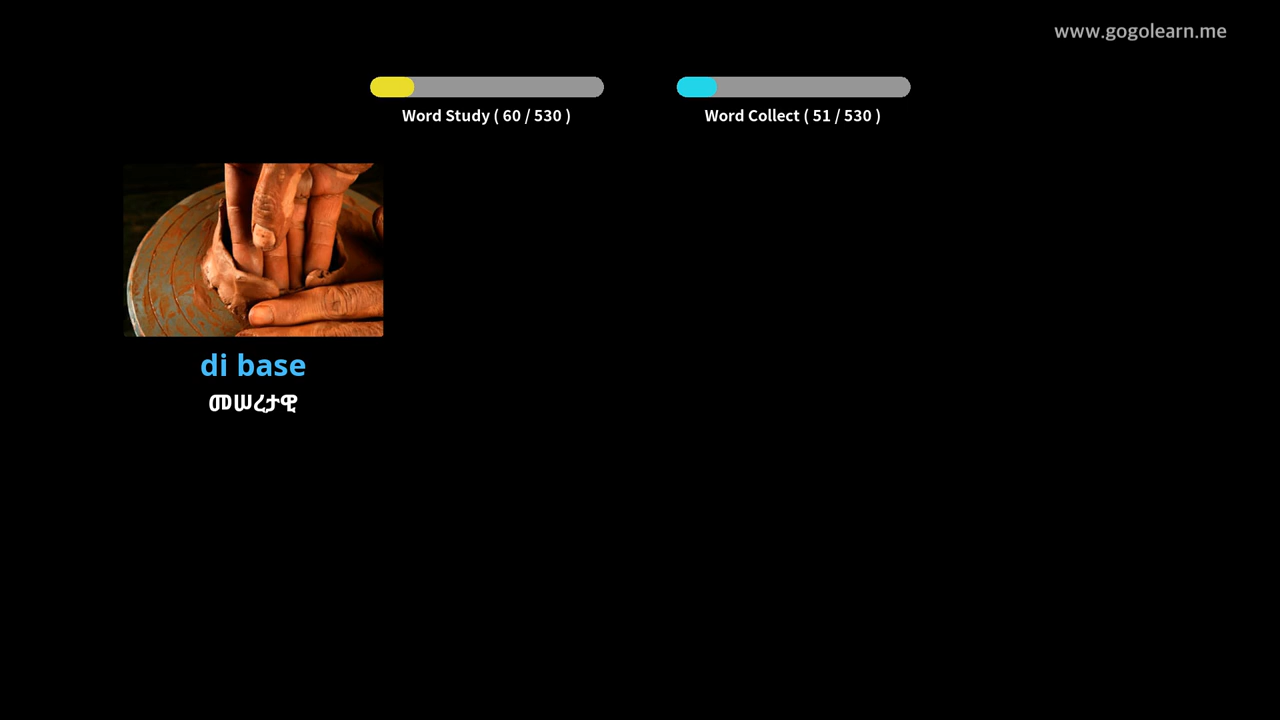 www.gogolearn.me
Word Study ( 60 / 530 )
Word Collect ( 51 / 530 )
di base
መሠረታዊ